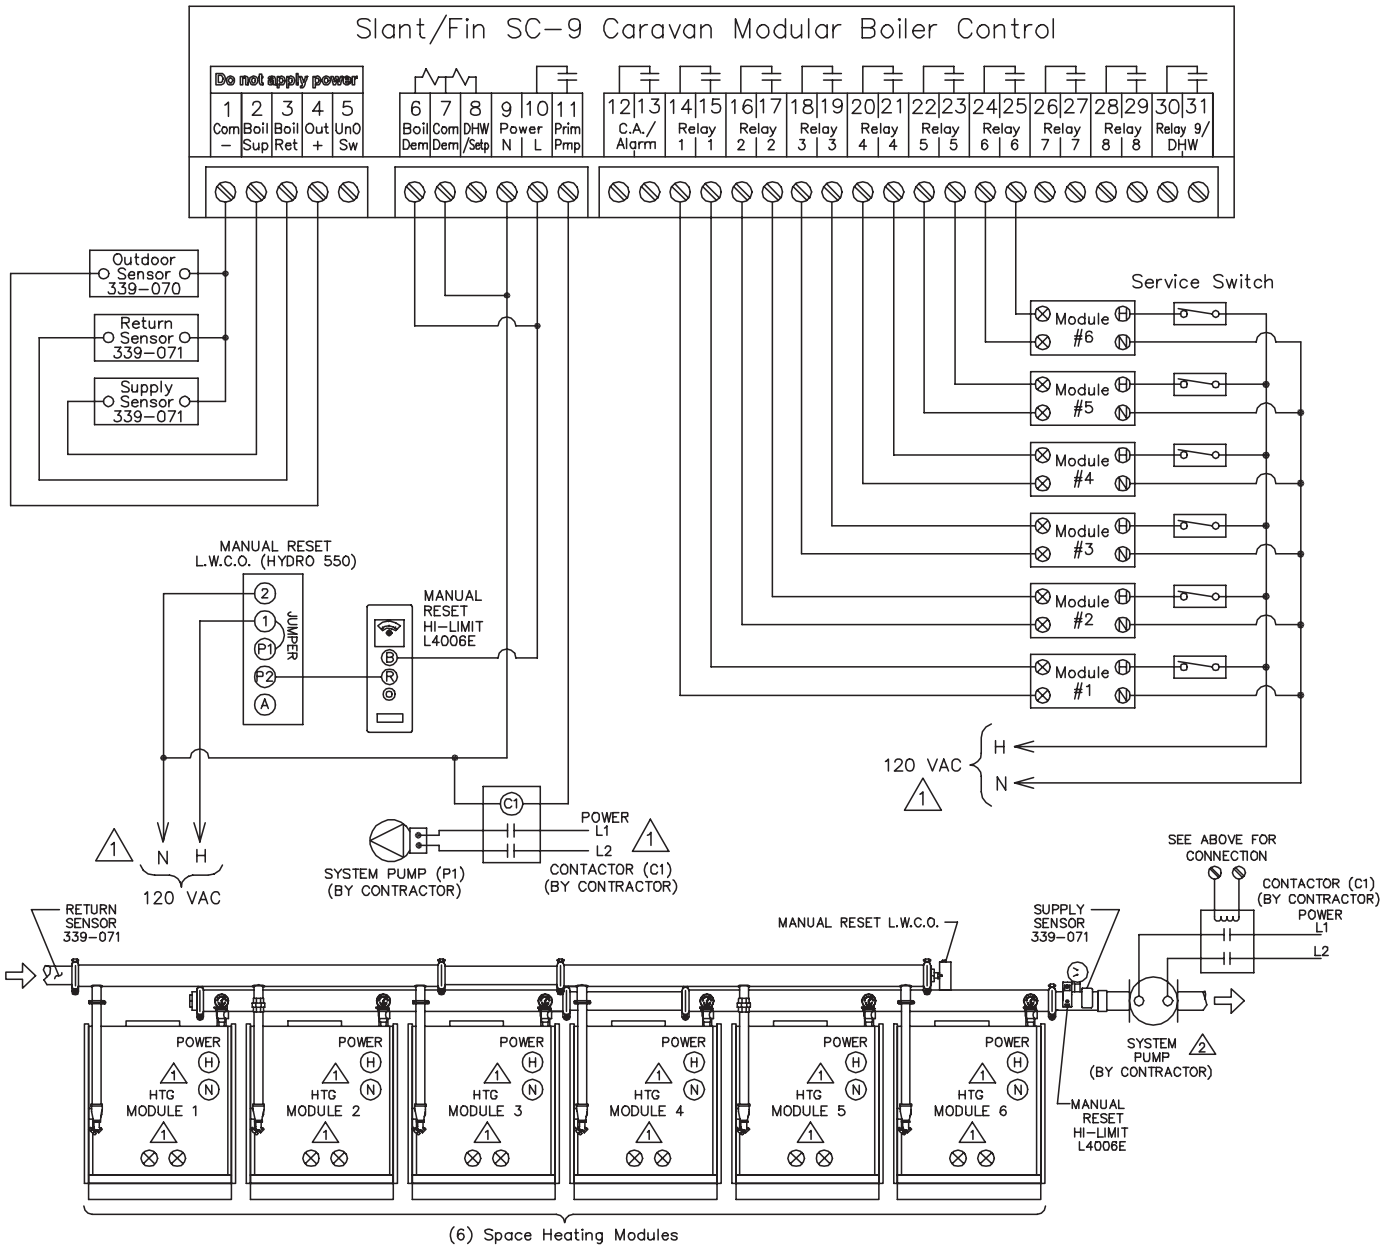 Slant/Fin SC-9 Caravan Modular Boiler Control
Do not apply power
1 2 3 4 5
Com Boil Boil Out Un0
- Sup Ret + Sw
6 7 8 9 10 11
Boil Com DHW Power Prim
Dem Dem /Setp N L Pmp
12 13 14 15 16 17 18 19 20 21 22 23 24 25 26 27 28 29 30 31
C.A./ Relay Relay Relay Relay Relay Relay Relay Relay Relay 9/
Alarm 1 1 2 2 3 3 4 4 5 5 6 6 7 7 8 8 DHW
Outdoor
Sensor
339-070
Return
Sensor
339-071
Supply
Sensor
339-071
Service Switch
Module H
#6 N
Module H
#5 N
Module H
#4 N
Module H
#3 N
Module H
#2 N
Module H
#1 N
H
120 VAC
N
1
MANUAL RESET
L.W.C.O. (HYDRO 550)
2
1
P1
P2
A
JUMPER
MANUAL
RESET
HI-LIMIT
L4006E
B
R
C1
1
N H
120 VAC
POWER
L1
L2
1
SYSTEM PUMP (P1)
(BY CONTRACTOR)
CONTACTOR (C1)
(BY CONTRACTOR)
SEE ABOVE FOR
CONNECTION
CONTACTOR (C1)
(BY CONTRACTOR)
POWER
L1
L2
RETURN
SENSOR
339-071
MANUAL RESET L.W.C.O.
SUPPLY
SENSOR
339-071
SYSTEM
PUMP
(BY CONTRACTOR)
2
MANUAL
RESET
HI-LIMIT
L4006E
POWER
H
1
N
HTG
MODULE 1
1
POWER
H
1
N
HTG
MODULE 2
1
POWER
H
1
N
HTG
MODULE 3
1
POWER
H
1
N
HTG
MODULE 4
1
POWER
H
1
N
HTG
MODULE 5
1
POWER
H
1
N
HTG
MODULE 6
1
(6) Space Heating Modules